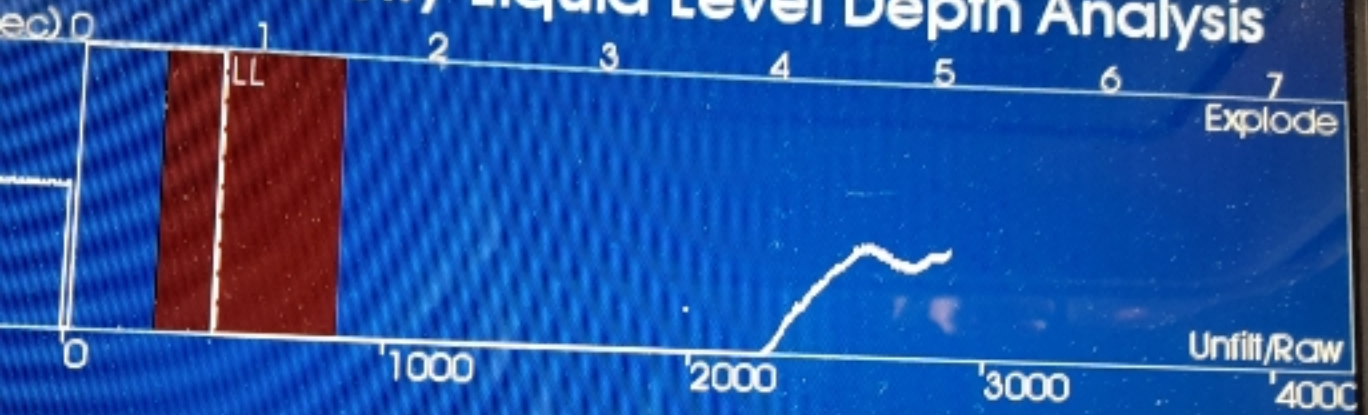 Liquid Level Depth Analysis
ec) 0 1 2 3 4 5 6 7
LL
Explode
Unfilt/Raw
0 1000 2000 3000 4000